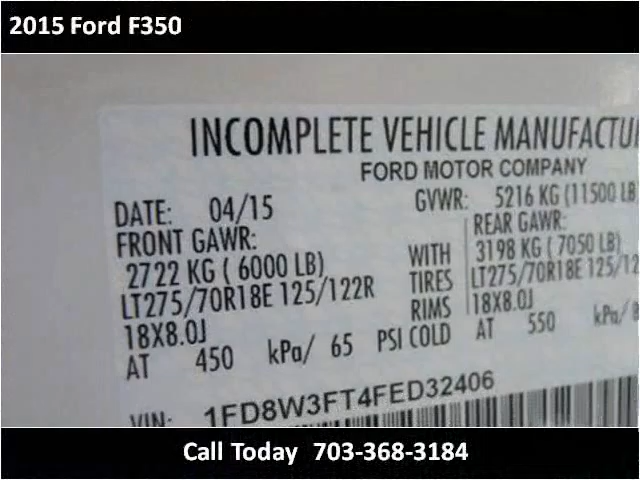 2015 Ford F350
INCOMPLETE VEHICLE
FORD MOTOR COMPANY
DATE: 04/15 GVWR: 5216 KG (11500 LB
FRONT GAWR: REAR GAWR:
2722 KG ( 6000 LB) WITH 3198 KG ( 7050 LB)
LT275/70R18E 125/122R TIRES LT275/70R18E
18X8.0J RIMS 18X8.0J
AT 450 kPa/ 65 PSI COLD AT 550 kPa/
VIN: 1FD8W3FT4FED32406
Call Today 703-368-3184